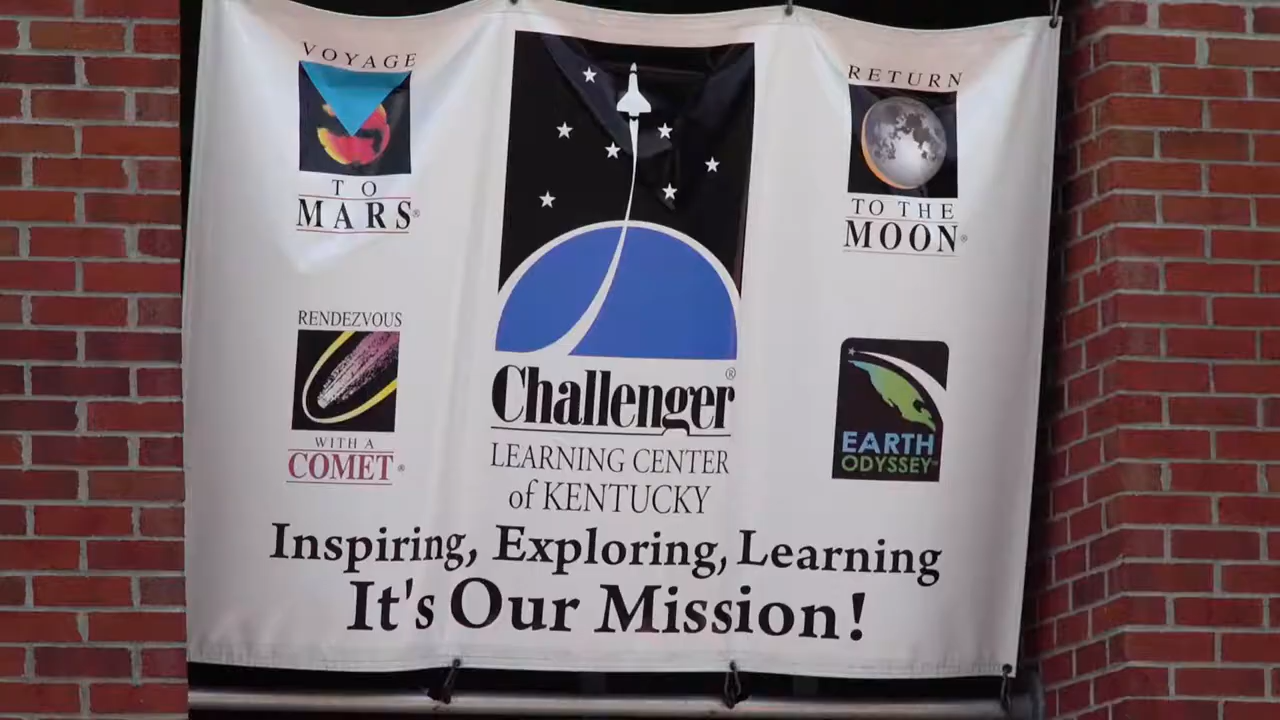 VOYAGE
TO
MARS®
RETURN
TO THE
MOON®
RENDEZVOUS
WITH A
COMET®
EARTH
ODYSSEY™
Challenger®
LEARNING CENTER
of KENTUCKY
Inspiring, Exploring, Learning
It's Our Mission!